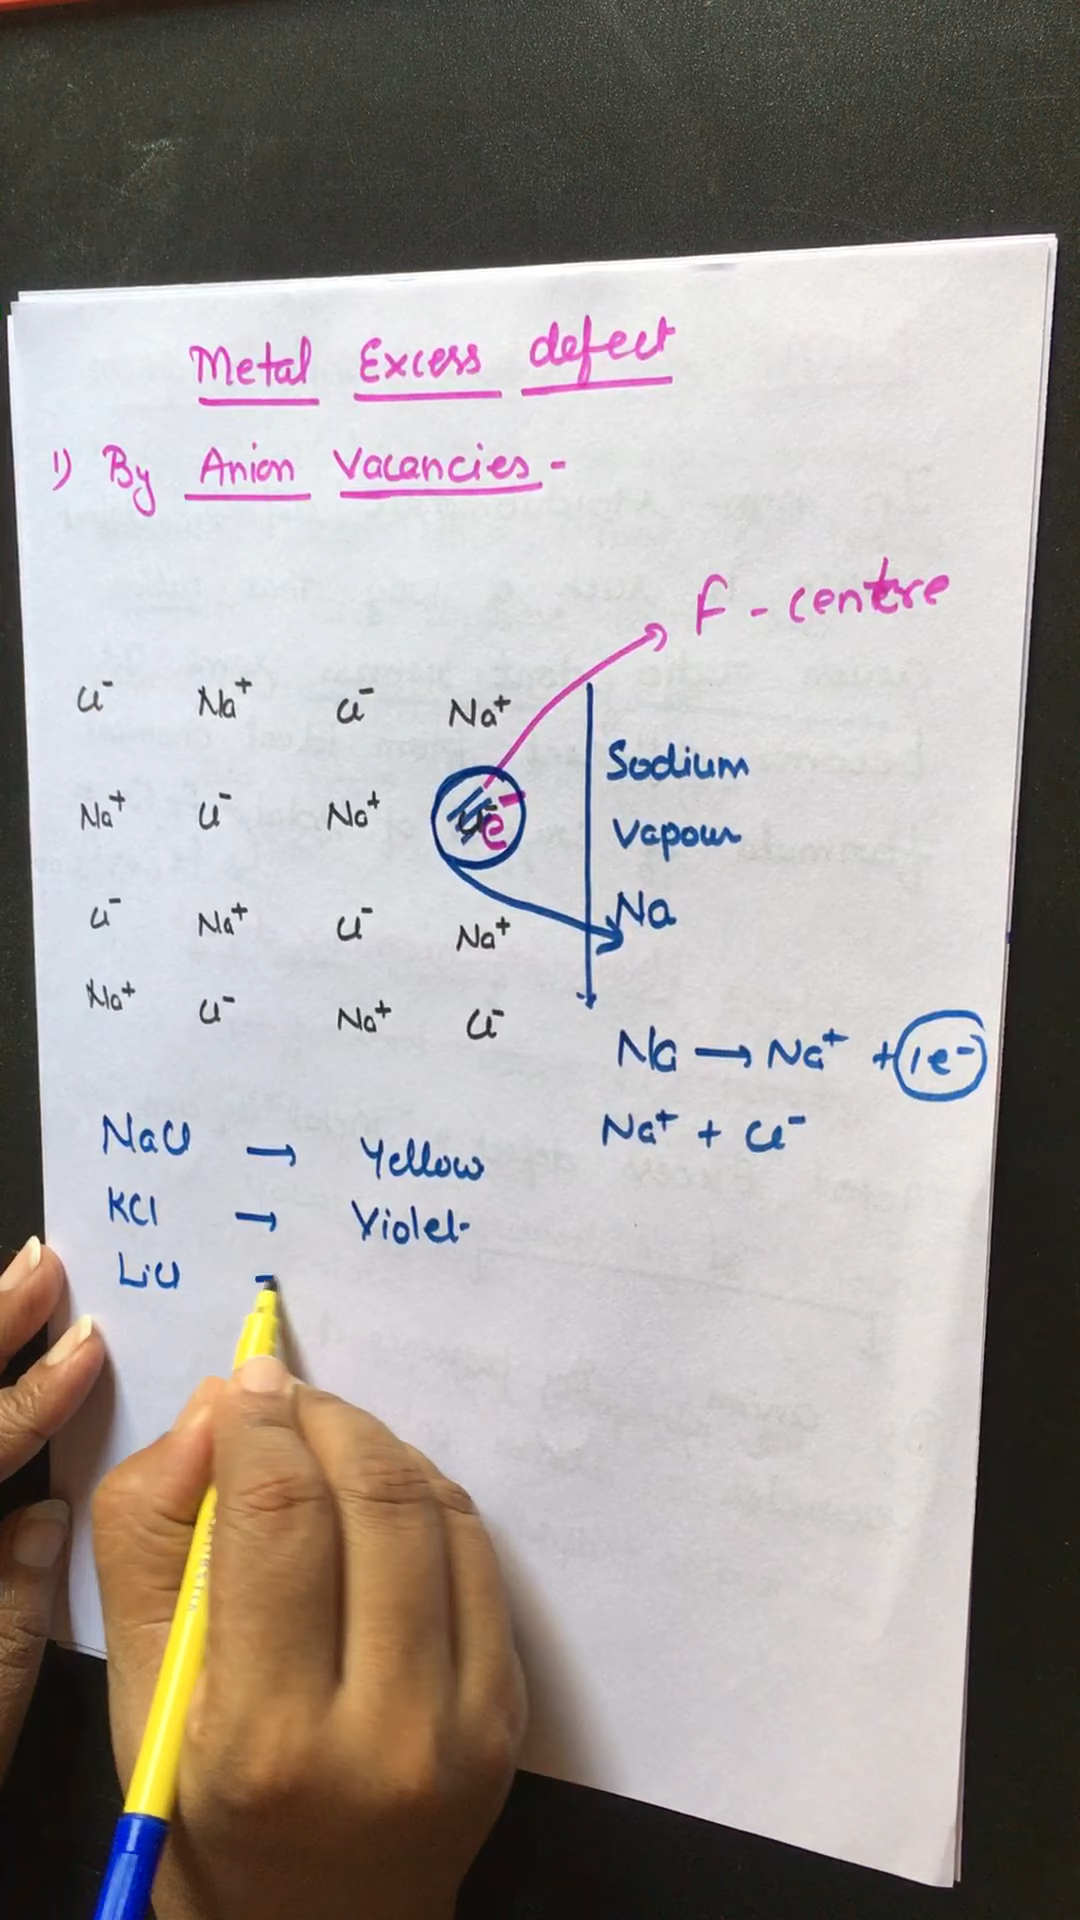 Metal Excess defect
1) By Anion Vacancies -
F - centre
Cl⁻ Na⁺ Cl⁻ Na⁺
Na⁺ Cl⁻ Na⁺ e⁻
Cl⁻ Na⁺ Cl⁻ Na⁺
Na⁺ Cl⁻ Na⁺ Cl⁻
Sodium
Vapour
Na
Na → Na⁺ + 1e⁻
Na⁺ + Cl⁻
NaCl → Yellow
KCl → Violet
LiCl -